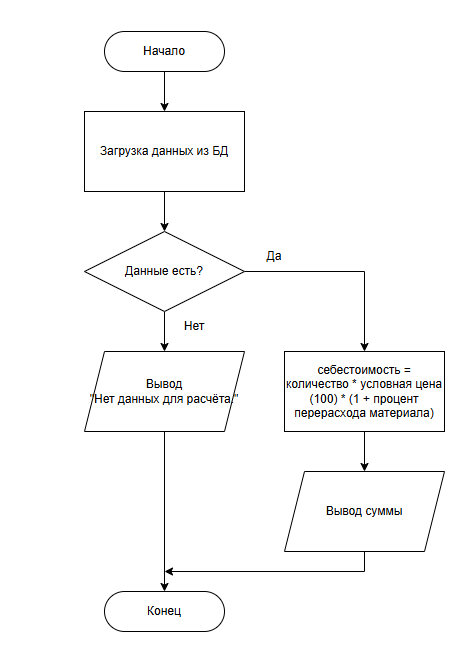 Начало
Загрузка данных из БД
Данные есть?
Да
Нет
Вывод
"Нет данных для расчёта."
себестоимость =
количество * условная цена
(100) * (1 + процент
перерасхода материала)
Вывод суммы
Конец